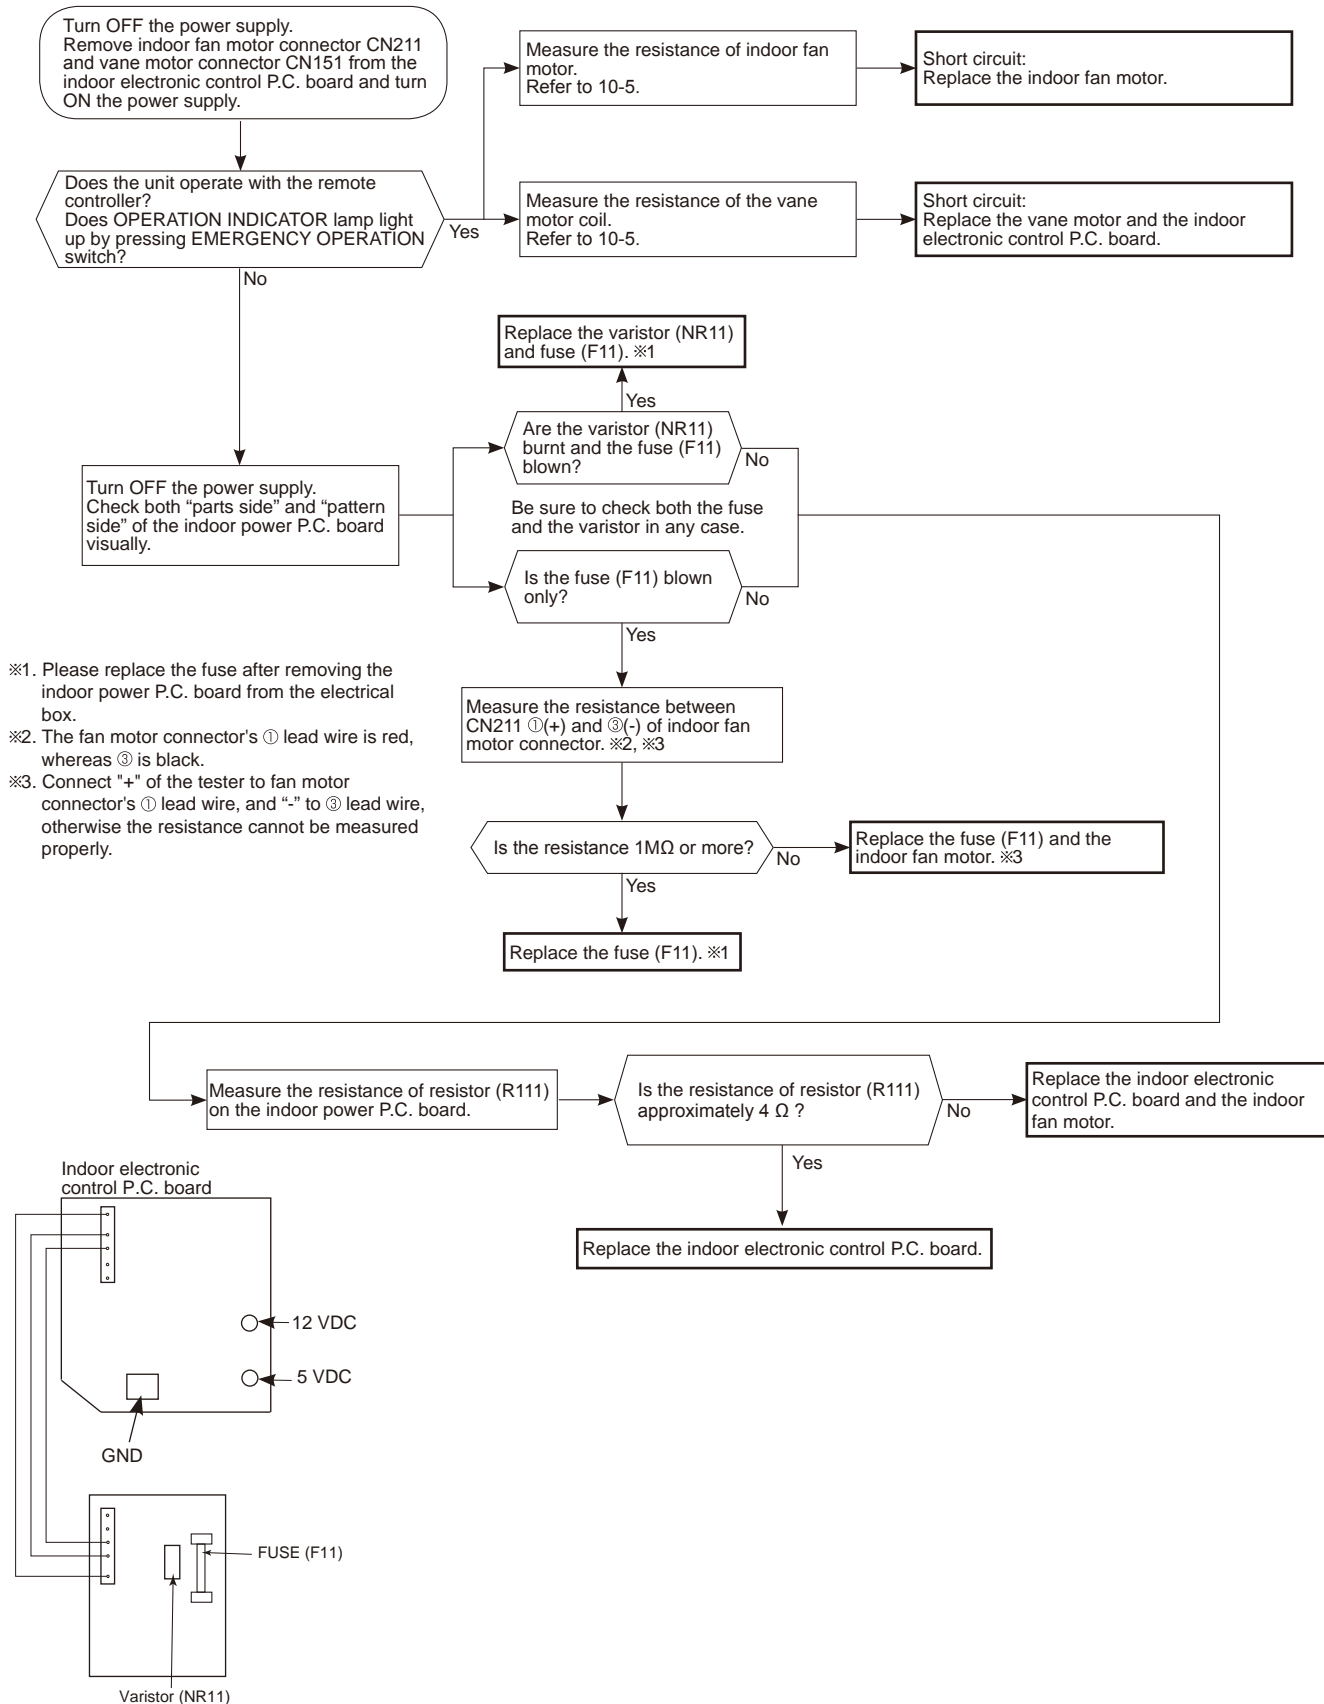 Turn OFF the power supply.
Remove indoor fan motor connector CN211
and vane motor connector CN151 from the
indoor electronic control P.C. board and turn
ON the power supply.
Measure the resistance of indoor fan
motor.
Refer to 10-5.
Short circuit:
Replace the indoor fan motor.
Does the unit operate with the remote
controller?
Does OPERATION INDICATOR lamp light
up by pressing EMERGENCY OPERATION
switch?
Yes
Measure the resistance of the vane
motor coil.
Refer to 10-5.
Short circuit:
Replace the vane motor and the indoor
electronic control P.C. board.
No
Replace the varistor (NR11)
and fuse (F11). ※1
Yes
Are the varistor (NR11)
burnt and the fuse (F11)
blown?
No
Turn OFF the power supply.
Check both “parts side” and “pattern
side” of the indoor power P.C. board
visually.
Be sure to check both the fuse
and the varistor in any case.
Is the fuse (F11) blown
only?
No
Yes
※1. Please replace the fuse after removing the
indoor power P.C. board from the electrical
box.
※2. The fan motor connector's ① lead wire is red,
whereas ③ is black.
※3. Connect "+" of the tester to fan motor
connector's ① lead wire, and “-” to ③ lead wire,
otherwise the resistance cannot be measured
properly.
Measure the resistance between
CN211 ①(+) and ③(-) of indoor fan
motor connector. ※2, ※3
Is the resistance 1MΩ or more?
No
Replace the fuse (F11) and the
indoor fan motor. ※3
Yes
Replace the fuse (F11). ※1
Measure the resistance of resistor (R111)
on the indoor power P.C. board.
Is the resistance of resistor (R111)
approximately 4 Ω ?
No
Replace the indoor electronic
control P.C. board and the indoor
fan motor.
Yes
Replace the indoor electronic control P.C. board.
Indoor electronic
control P.C. board
12 VDC
5 VDC
GND
FUSE (F11)
Varistor (NR11)